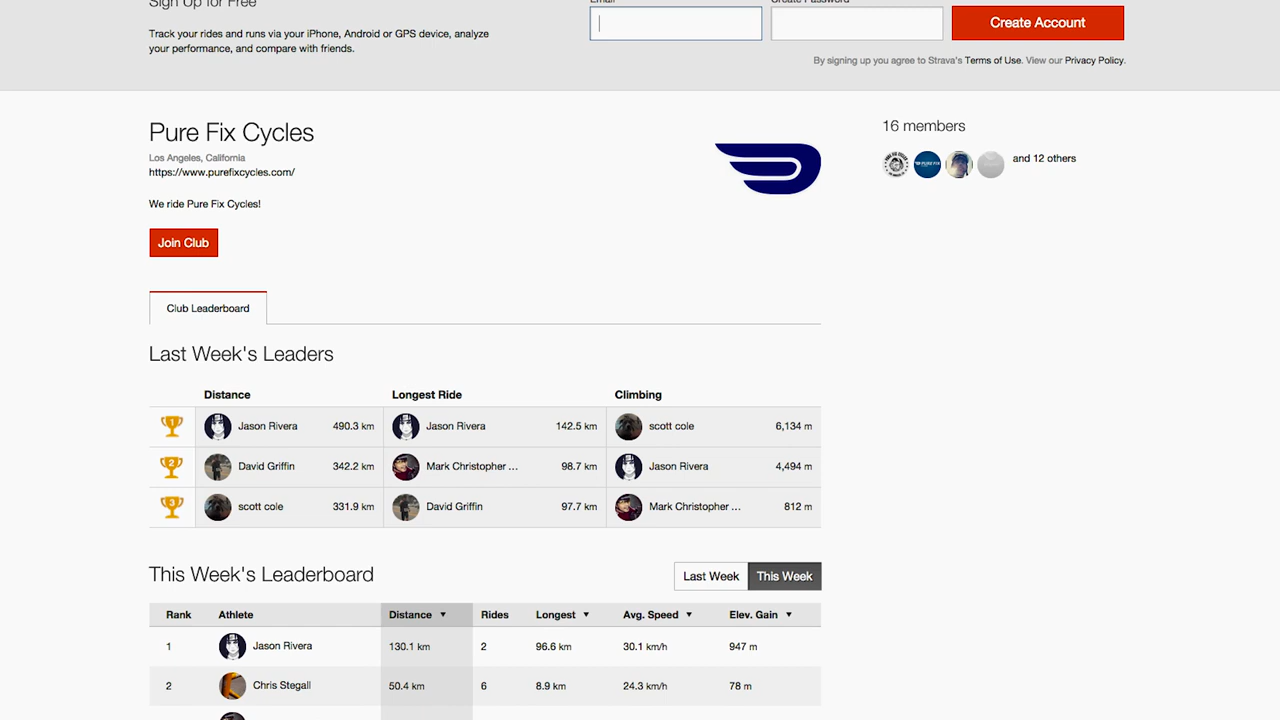 Sign Up for Free
Email
Create Password
Track your rides and runs via your iPhone, Android or GPS device, analyze
your performance, and compare with friends.
Create Account
By signing up you agree to Strava's Terms of Use. View our Privacy Policy.
Pure Fix Cycles
16 members
Los Angeles, California
and 12 others
https://www.purefixcycles.com/
We ride Pure Fix Cycles!
Join Club
Club Leaderboard
Last Week's Leaders
Distance Longest Ride Climbing
1 Jason Rivera 490.3 km Jason Rivera 142.5 km scott cole 6,134 m
2 David Griffin 342.2 km Mark Christopher ... 98.7 km Jason Rivera 4,494 m
3 scott cole 331.9 km David Griffin 97.7 km Mark Christopher ... 812 m
This Week's Leaderboard
Last Week This Week
Rank Athlete Distance Rides Longest Avg. Speed Elev. Gain
1 Jason Rivera 130.1 km 2 96.6 km 30.1 km/h 947 m
2 Chris Stegall 50.4 km 6 8.9 km 24.3 km/h 78 m